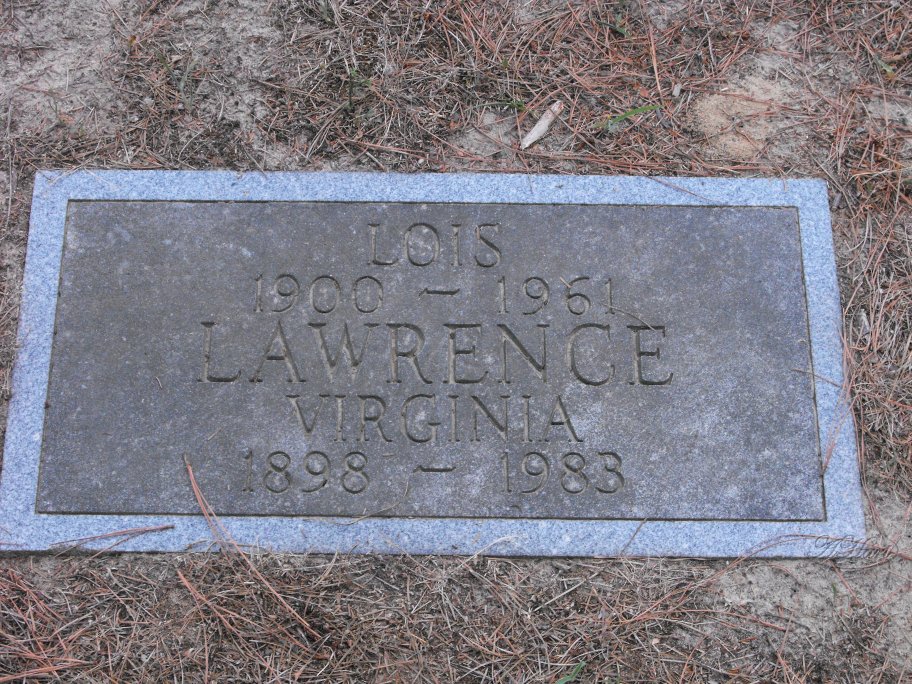 LOIS
1900 – 1961
LAWRENCE
VIRGINIA
1898 – 1983